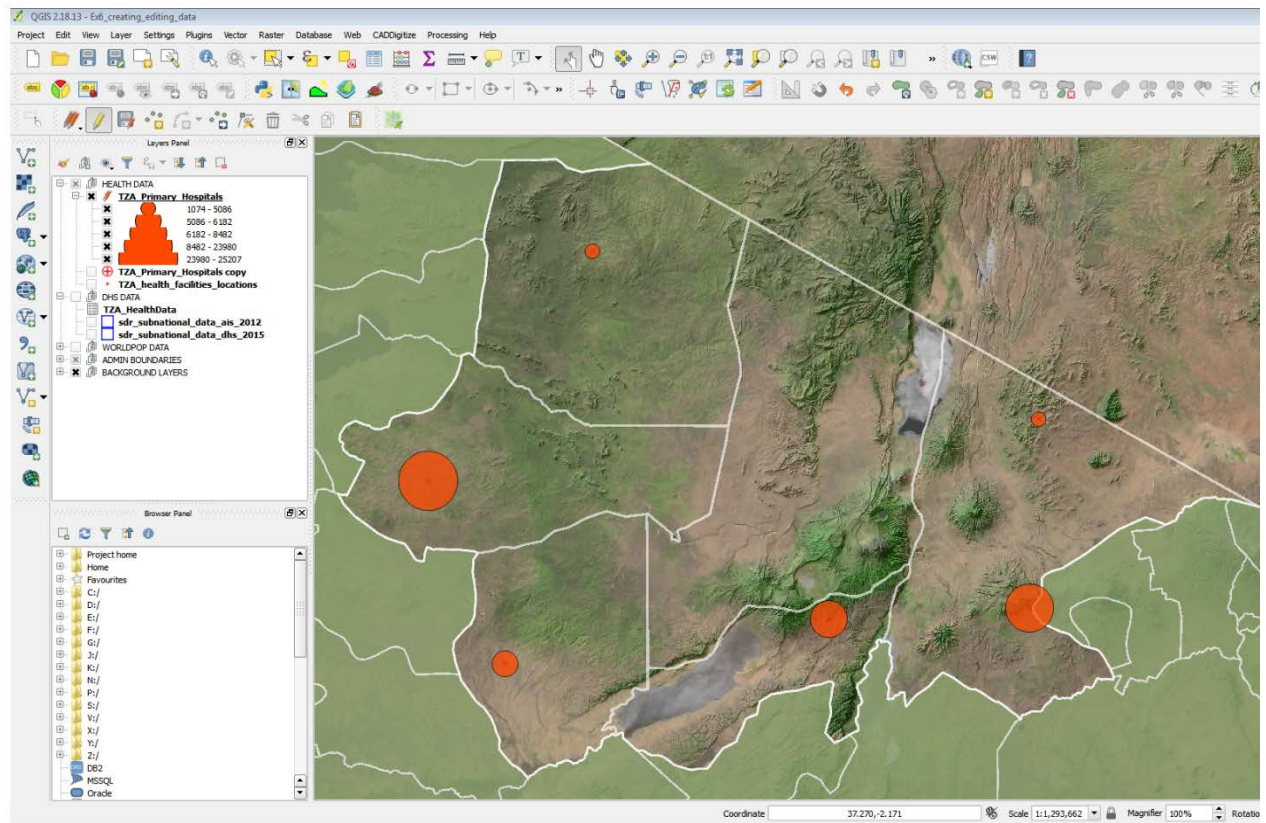 QGIS 2.18.13 - Ex6_creating_editing_data
Project Edit View Layer Settings Plugins Vector Raster Database Web CADDigitize Processing Help
CSW
abc
Layers Panel
HEALTH DATA
TZA_Primary_Hospitals
1074 - 5086
5086 - 6182
6182 - 8482
8482 - 23980
23980 - 25207
TZA_Primary_Hospitals copy
TZA_health_facilities_locations
DHS DATA
TZA_HealthData
sdr_subnational_data_ais_2012
sdr_subnational_data_dhs_2015
WORLDPOP DATA
ADMIN BOUNDARIES
BACKGROUND LAYERS
Browser Panel
Project home
Home
Favourites
C:/
D:/
E:/
F:/
G:/
J:/
K:/
N:/
P:/
S:/
V:/
X:/
Y:/
Z:/
DB2
MSSQL
Oracle
Coordinate 37.270,-2.171 Scale 1:1,293,662 Magnifier 100% Rotatio